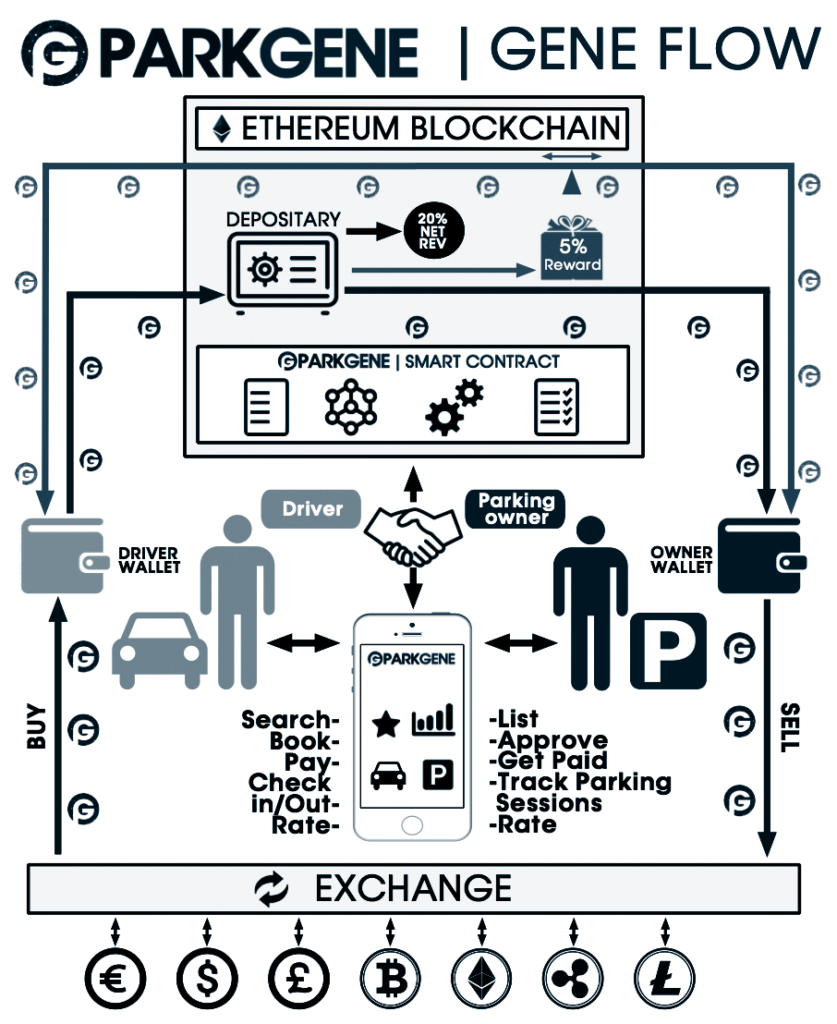 PARKGENE | GENE FLOW
ETHEREUM BLOCKCHAIN
DEPOSITARY
20%
NET
REV
5%
Reward
PARKGENE | SMART CONTRACT
Driver
Parking
owner
DRIVER
WALLET
OWNER
WALLET
PARKGENE
P
P
BUY
SELL
Search-
Book-
Pay-
Check
in/Out-
Rate-
-List
-Approve
-Get Paid
-Track Parking
Sessions
-Rate
EXCHANGE
€ $ £